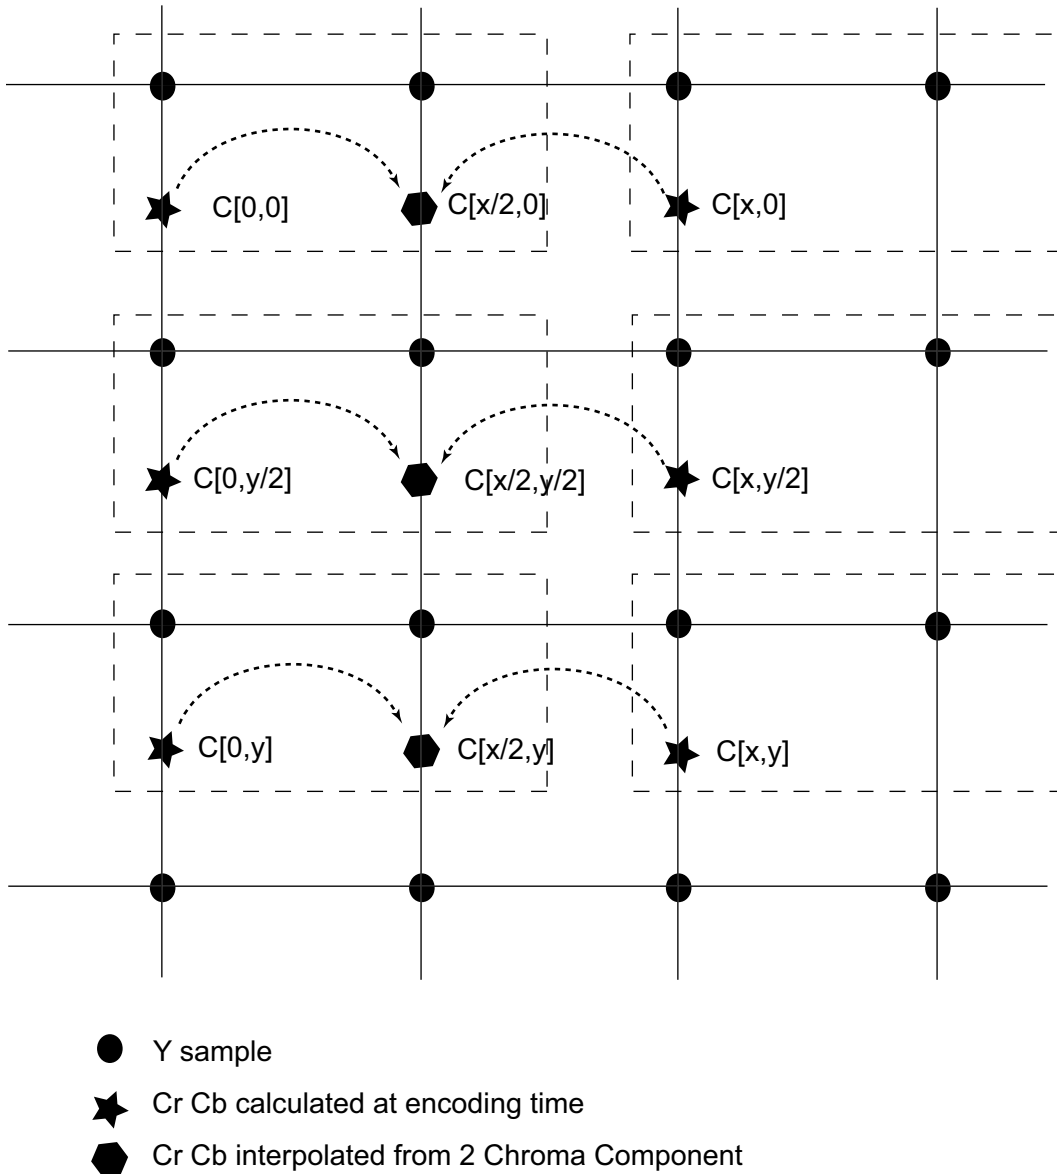 C[0,0] C[x/2,0] C[x,0]
C[0,y/2] C[x/2,y/2] C[x,y/2]
C[0,y] C[x/2,y] C[x,y]
Y sample
Cr Cb calculated at encoding time
Cr Cb interpolated from 2 Chroma Component